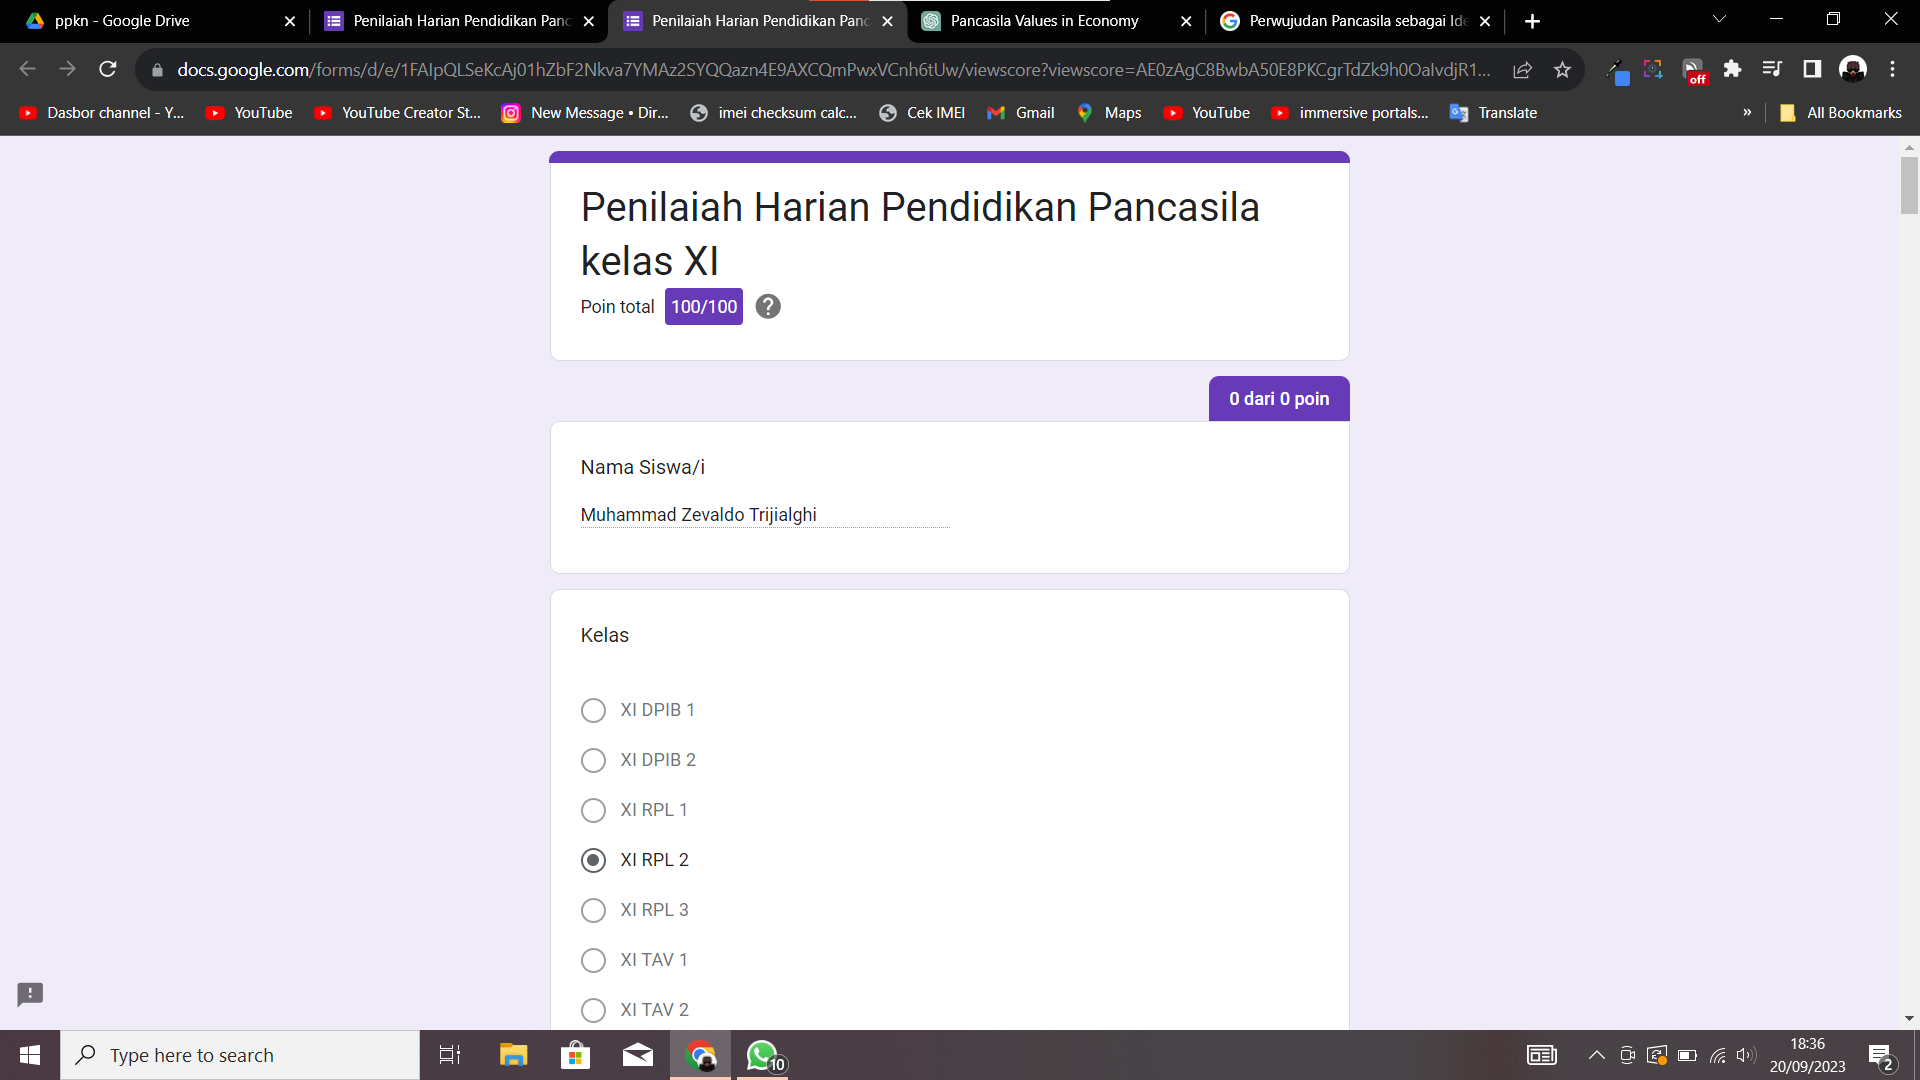 ppkn - Google Drive
Penilaiah Harian Pendidikan Panc
Penilaiah Harian Pendidikan Panc
Pancasila Values in Economy
Perwujudan Pancasila sebagai Ide
docs.google.com/forms/d/e/1FAIpQLSeKcAj01hZbF2Nkva7YMAz2SYQQazn4E9AXCQmPwxVCnh6tUw/viewscore?viewscore=AE0zAgC8BwbA50E8PKCgrTdZk9h0OalvdjR1...
off
Dasbor channel - Y...
YouTube
YouTube Creator St...
New Message • Dir...
imei checksum calc...
Cek IMEI
Gmail
Maps
YouTube
immersive portals...
Translate
»
All Bookmarks
Penilaiah Harian Pendidikan Pancasila
kelas XI
Poin total 100/100 ?
0 dari 0 poin
Nama Siswa/i
Muhammad Zevaldo Trijialghi
Kelas
XI DPIB 1
XI DPIB 2
XI RPL 1
XI RPL 2
XI RPL 3
XI TAV 1
XI TAV 2
Type here to search
10
18:36
20/09/2023
2